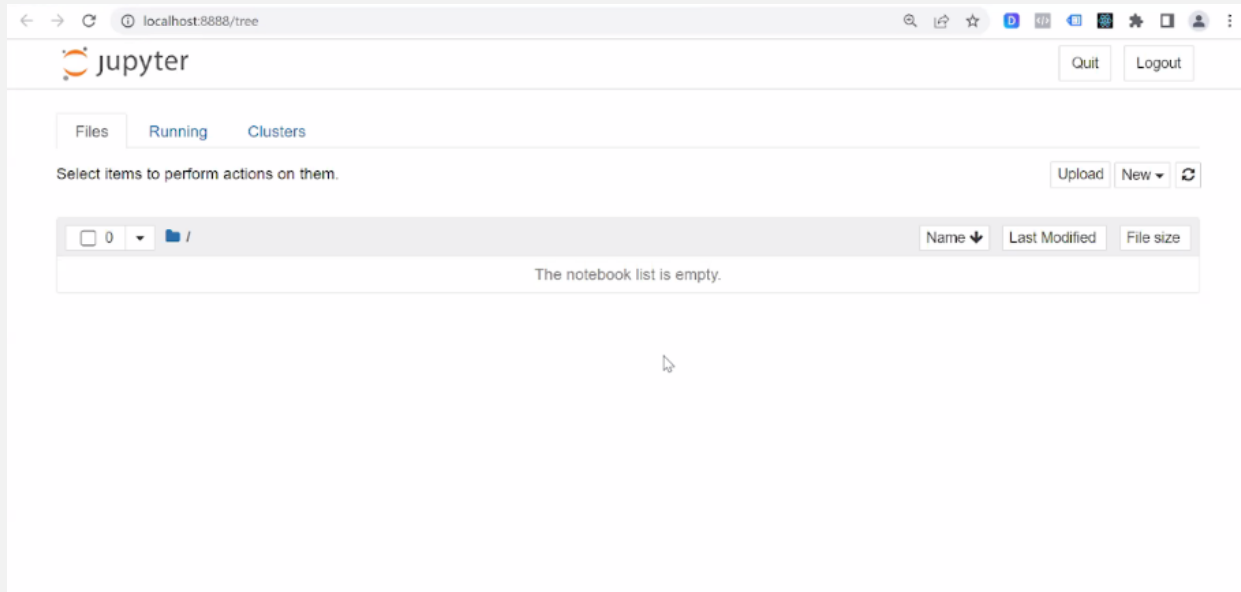 localhost:8888/tree
D
jupyter
Quit Logout
Files Running Clusters
Select items to perform actions on them.
Upload New
0 / Name Last Modified File size
The notebook list is empty.